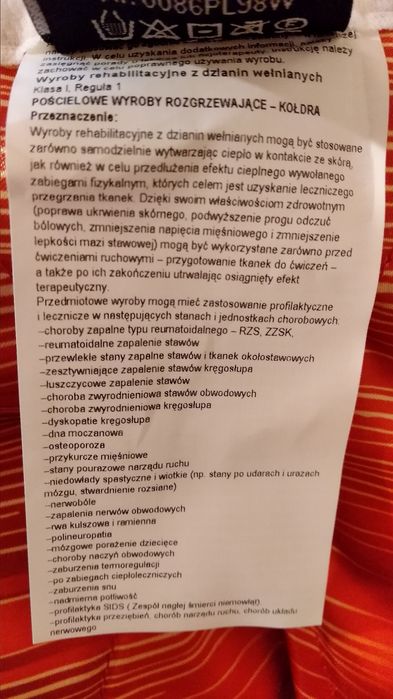 0086PL98W
instrukcji. W celu uzyskania dodatkowych informacji,
zachować w celu poprawnego używania wyrobu.
Wyroby rehabilitacyjne z dzianin wełnianych
Klasa I, Reguła 1
POŚCIELOWE WYROBY ROZGRZEWAJĄCE – KOŁDRA
Przeznaczenie:
Wyroby rehabilitacyjne z dzianin wełnianych mogą być stosowane
zarówno samodzielnie wytwarzając ciepło w kontakcie ze skórą,
jak również w celu przedłużenia efektu cieplnego wywołanego
zabiegami fizykalnym, których celem jest uzyskanie leczniczego
przegrzania tkanek. Dzięki swoim właściwościom zdrowotnym
(poprawa ukrwienia skórnego, podwyższenie progu odczuć
bólowych, zmniejszenia napięcia mięśniowego i zmniejszenie
lepkości mazi stawowej) mogą być wykorzystane zarówno przed
ćwiczeniami ruchowymi – przygotowanie tkanek do ćwiczeń –
a także po ich zakończeniu utrwalając osiągnięty efekt
terapeutyczny.
Przedmiotowe wyroby mogą mieć zastosowanie profilaktyczne
i lecznicze w następujących stanach i jednostkach chorobowych:
–choroby zapalne typu reumatoidalnego – RZS, ZZSK,
–reumatoidalne zapalenie stawów
–przewlekłe stany zapalne stawów i tkanek okołostawowych
–zesztywniające zapalenie stawów kręgosłupa
–łuszczycowe zapalenie stawów
–choroba zwyrodnieniowa stawów obwodowych
–choroba zwyrodnieniowa kręgosłupa
–dyskopatie kręgosłupa
–dna moczanowa
–osteoporoza
–przykurcze mięśniowe
–stany pourazowe narządu ruchu
–niedowłady spastyczne i wiotkie (np. stany po udarach i urazach
mózgu, stwardnienie rozsiane)
–nerwobóle
–zapalenia nerwów obwodowych
–rwa kulszowa i ramienna
–polineuropatia
–mózgowe porażenie dziecięce
–choroby naczyń obwodowych
–zaburzenia termoregulacji
–po zabiegach ciepłoleczniczych
–zaburzenia snu
–nadmierna potliwość
–profilaktyka SIDS ( Zespół nagłej śmierci niemowląt)
–profilaktyka przeziębień, chorób narządu ruchu, chorób układu
nerwowego